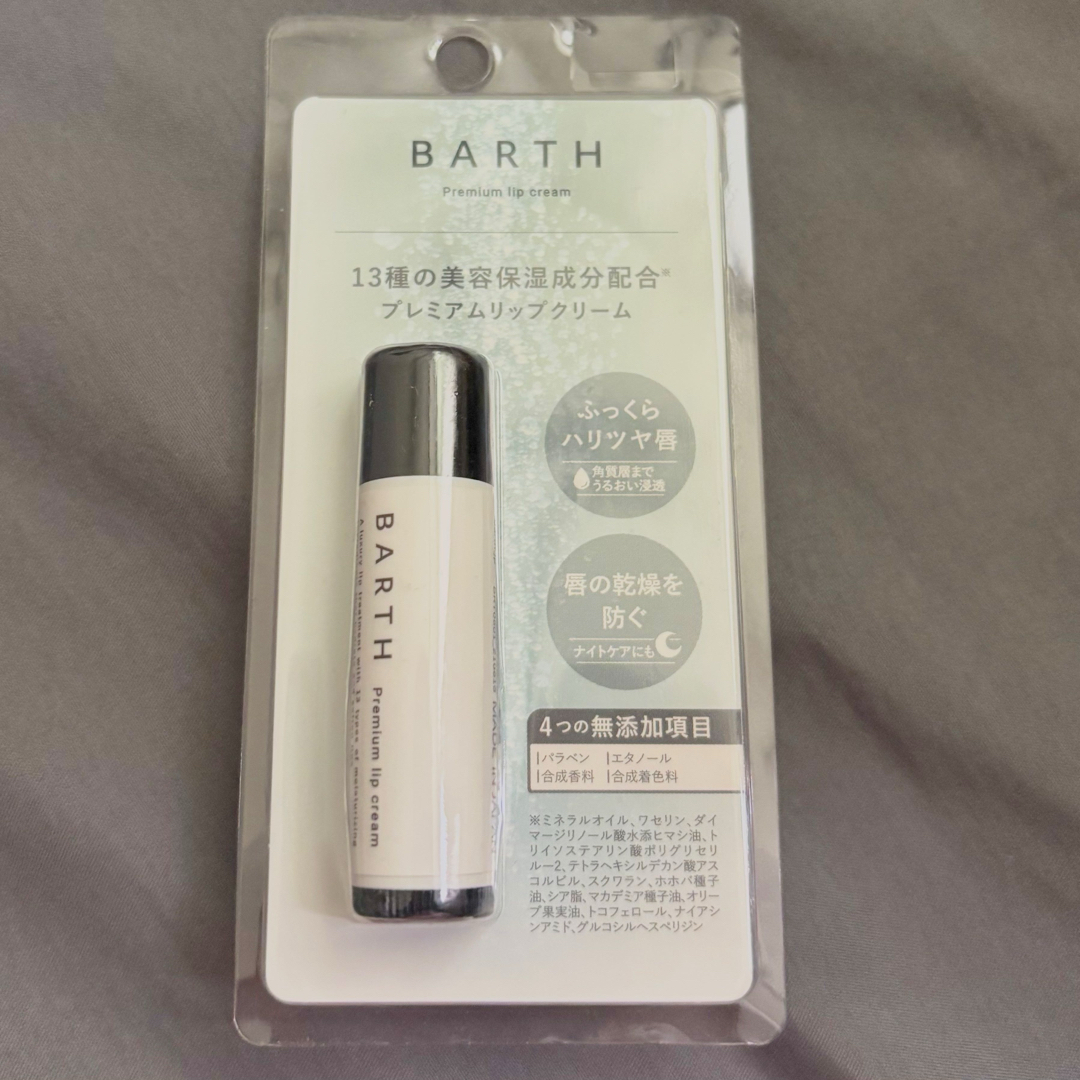 BARTH
Premium lip cream
13種の美容保湿成分配合※
プレミアムリップクリーム
ふっくら
ハリツヤ唇
角質層まで
うるおい浸透
唇の乾燥を
防ぐ
ナイトケアにも
4つの無添加項目
パラベン エタノール
合成香料 合成着色料
※ミネラルオイル、ワセリン、ダイ
マージリノール酸水添ヒマシ油、ト
リイソステアリン酸ポリグリセリ
ル－2、テトラヘキシルデカン酸アス
コルビル、スクワラン、ホホバ種子
油、シア脂、マカデミア種子油、オリー
ブ果実油、トコフェロール、ナイアシ
ンアミド、グルコシルヘスペリジン
BARTH Premium lip cream
A luxury lip treatment with 13 types of moisturizing
MADE IN